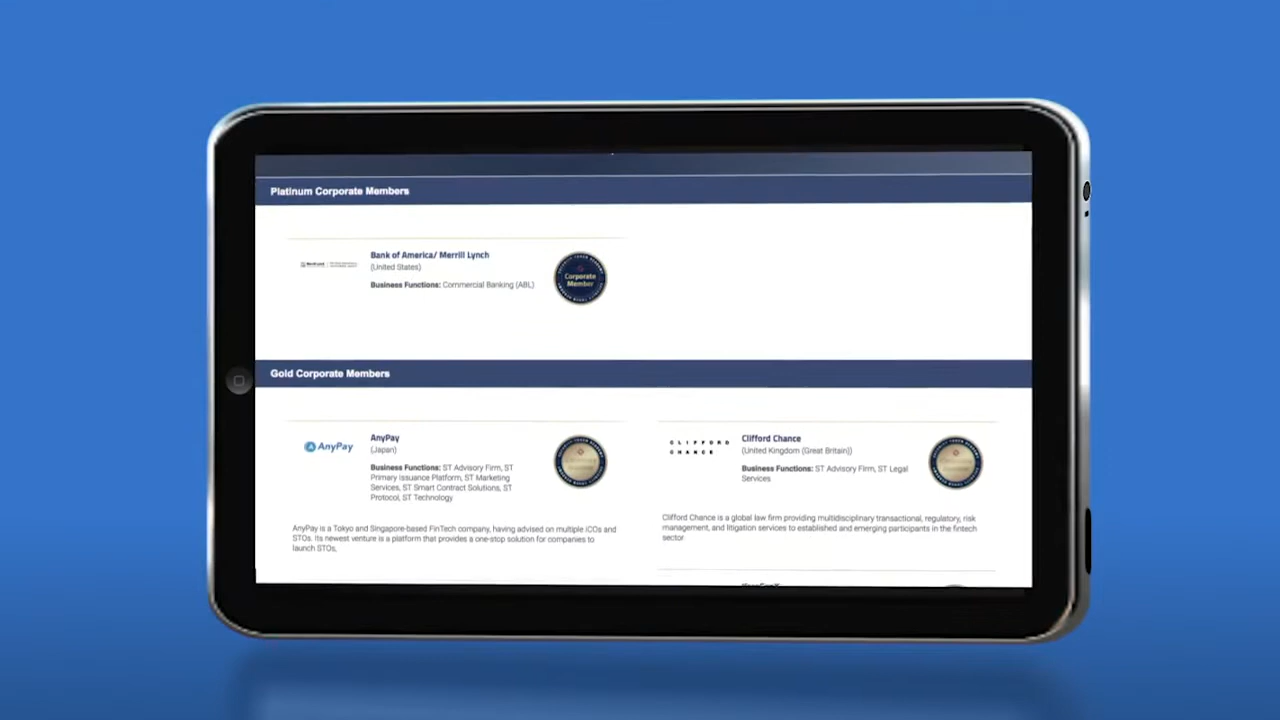 Platinum Corporate Members
Bank of America/ Merrill Lynch
(United States)
Business Functions: Commercial Banking (ABL)
Corporate
Member
Gold Corporate Members
AnyPay
AnyPay
(Japan)
Business Functions: ST Advisory Firm, ST
Primary Issuance Platform, ST Marketing
Services, ST Smart Contract Solutions, ST
Protocol, ST Technology
AnyPay is a Tokyo and Singapore-based FinTech company, having advised on multiple ICOs and
STOs. Its newest venture is a platform that provides a one-stop solution for companies to
launch STOs.
CLIFFORD
CHANCE
Clifford Chance
(United Kingdom (Great Britain))
Business Functions: ST Advisory Firm, ST Legal
Services
Clifford Chance is a global law firm providing multidisciplinary transactional, regulatory, risk
management, and litigation services to established and emerging participants in the fintech
sector